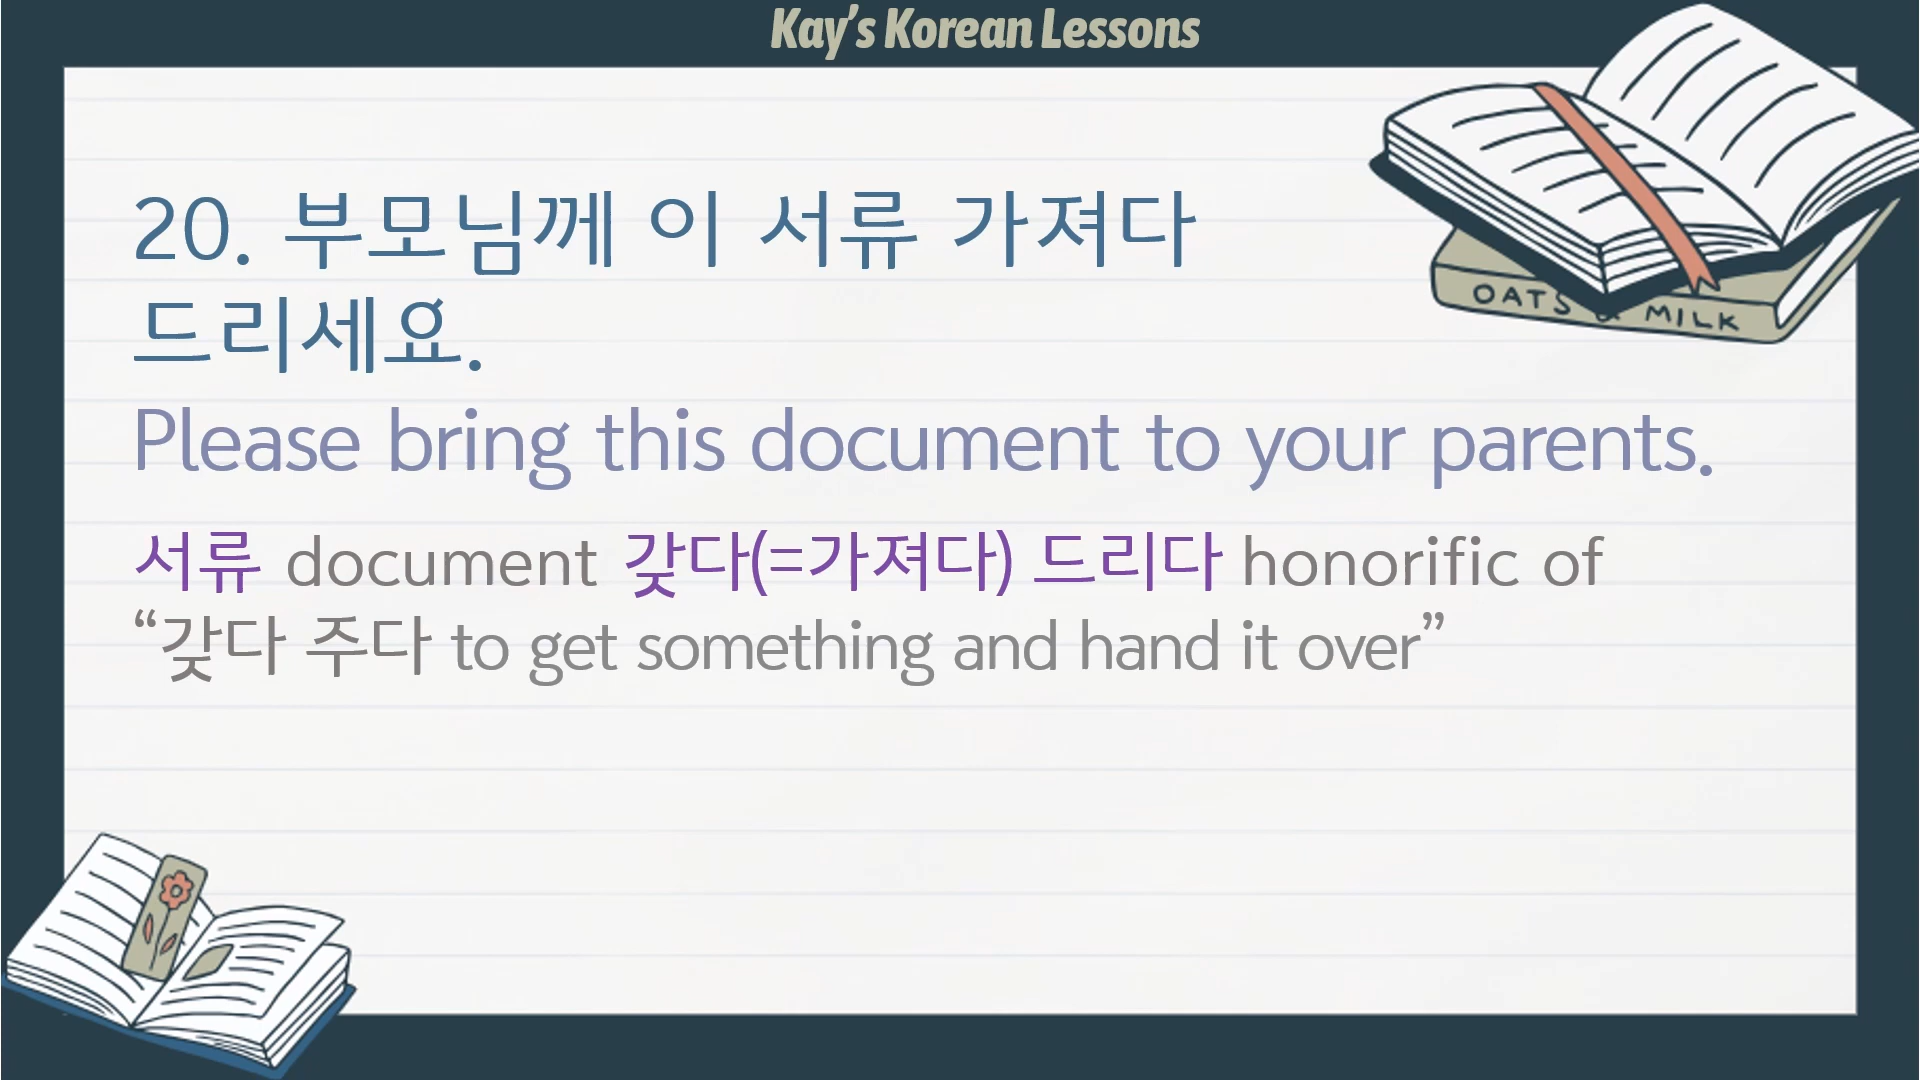 Kay's Korean Lessons
20. 부모님께 이 서류 가져다
드리세요.
Please bring this document to your parents.
서류 document 갖다(=가져다) 드리다 honorific of
“갖다 주다 to get something and hand it over”
OATS & MILK